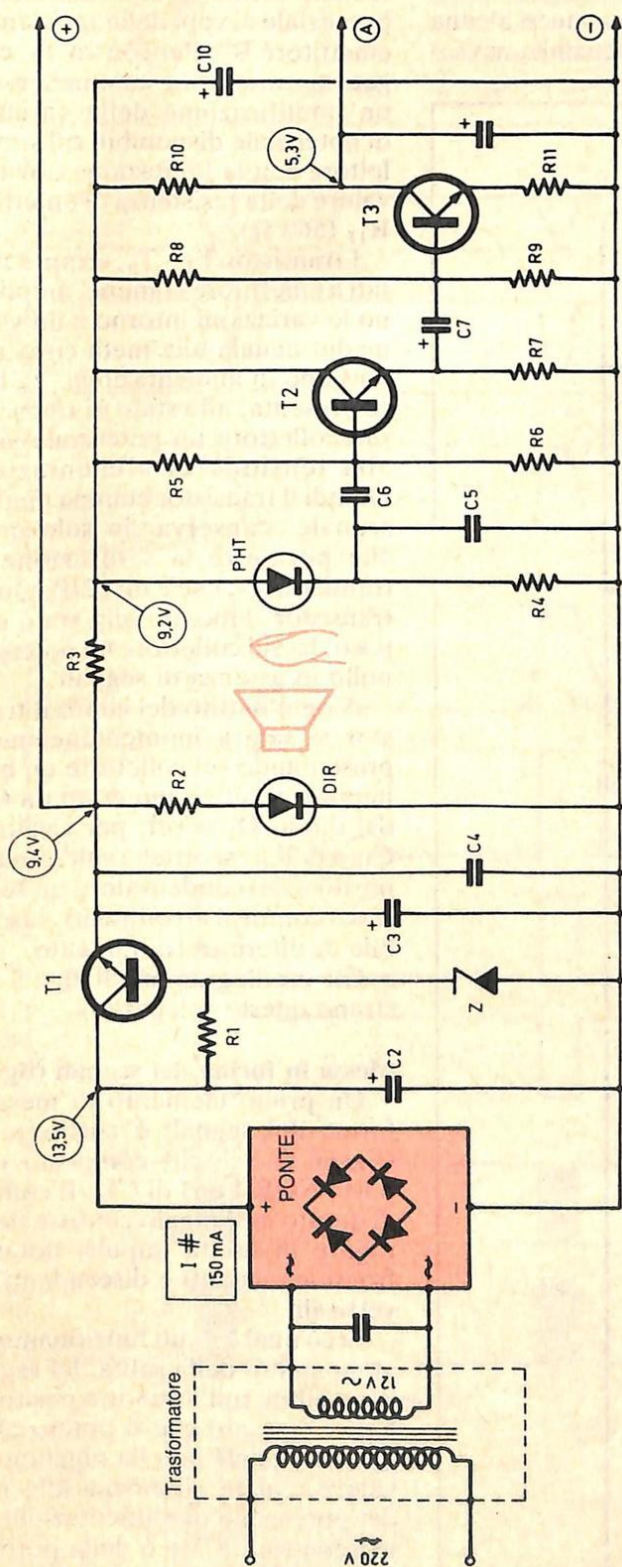 Trasformatore
220 V
~
12V ~
I #
150 mA
PONTE
+
−
~
~
13,5V
T1
R1
+
C2
Z
+
C3
C4
9,4V
R2
DIR
R3
9,2V
PHT
R4
C5
C6
R5
R6
T2
R7
+
C7
R8
R9
T3
5,3V
R10
R11
+
+
C10
+
A
−